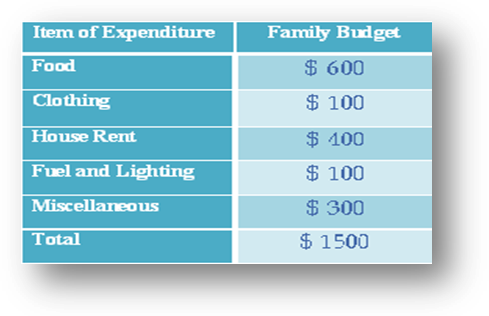 Item of Expenditure Family Budget
Food $ 600
Clothing $ 100
House Rent $ 400
Fuel and Lighting $ 100
Miscellaneous $ 300
Total $ 1500